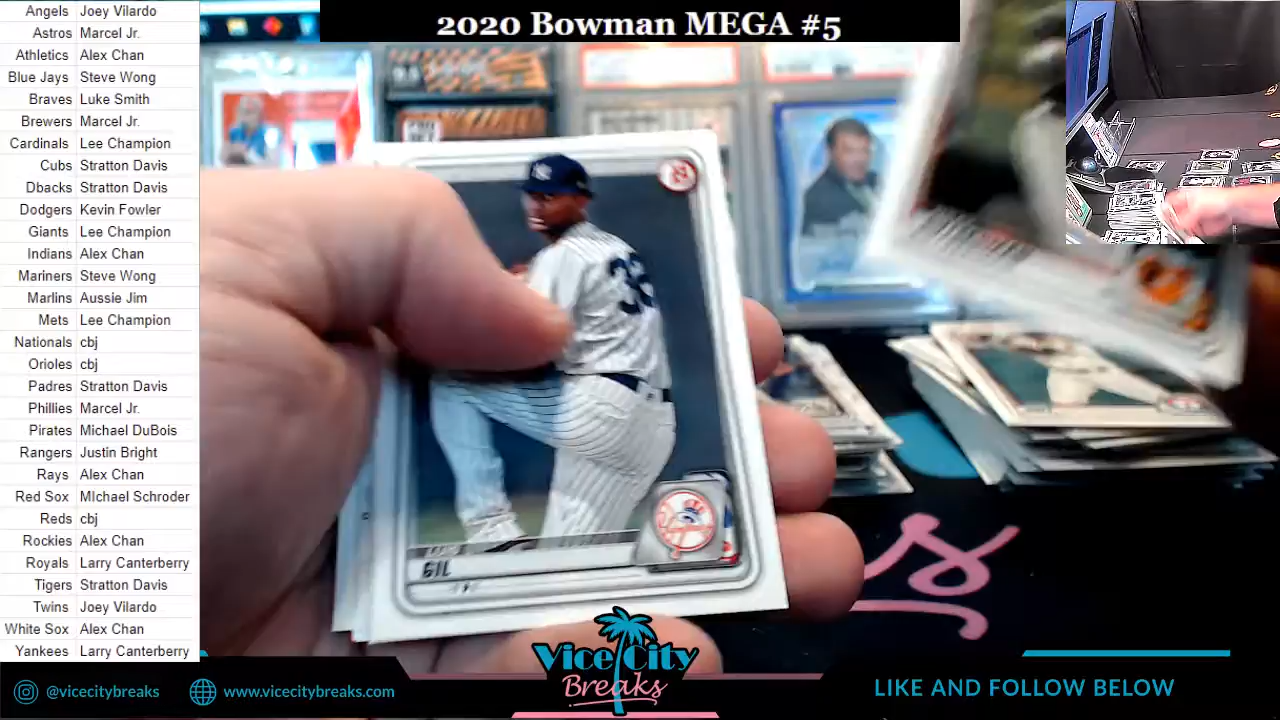 2020 Bowman MEGA #5
Angels Joey Vilardo
Astros Marcel Jr.
Athletics Alex Chan
Blue Jays Steve Wong
Braves Luke Smith
Brewers Marcel Jr.
Cardinals Lee Champion
Cubs Stratton Davis
Dbacks Stratton Davis
Dodgers Kevin Fowler
Giants Lee Champion
Indians Alex Chan
Mariners Steve Wong
Marlins Aussie Jim
Mets Lee Champion
Nationals cbj
Orioles cbj
Padres Stratton Davis
Phillies Marcel Jr.
Pirates Michael DuBois
Rangers Justin Bright
Rays Alex Chan
Red Sox MIchael Schroder
Reds cbj
Rockies Alex Chan
Royals Larry Canterberry
Tigers Stratton Davis
Twins Joey Vilardo
White Sox Alex Chan
Yankees Larry Canterberry
GIL
Vice City
Breaks
@vicecitybreaks
www.vicecitybreaks.com
LIKE AND FOLLOW BELOW